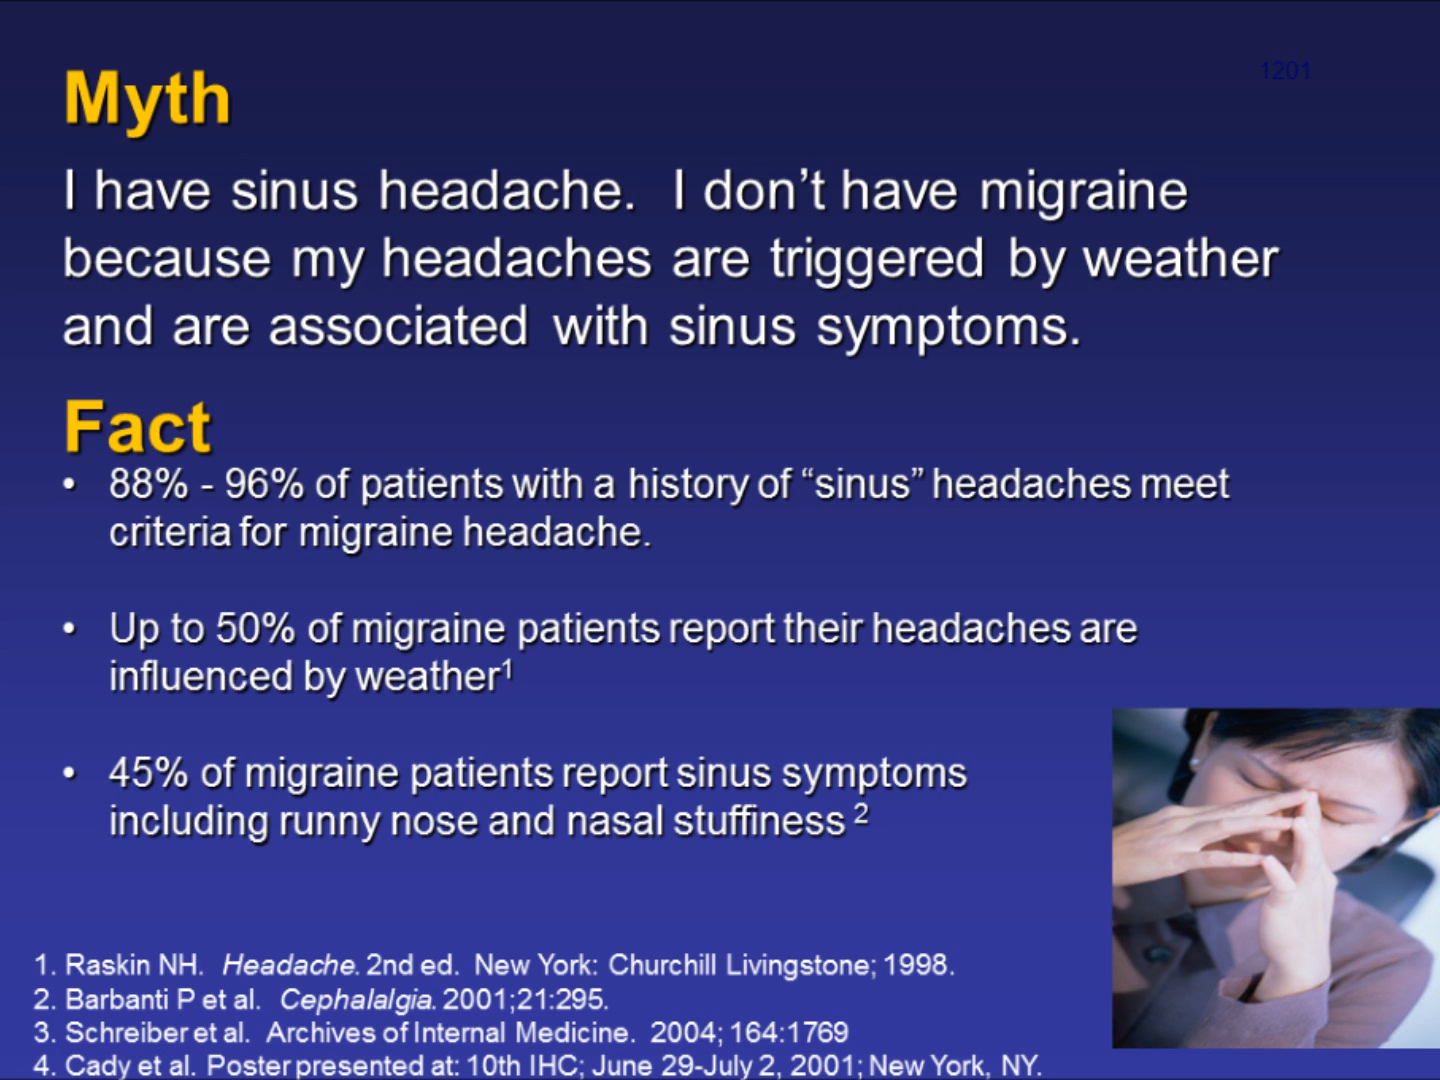 1201
Myth
I have sinus headache. I don’t have migraine
because my headaches are triggered by weather
and are associated with sinus symptoms.
Fact
• 88% - 96% of patients with a history of “sinus” headaches meet
criteria for migraine headache.
• Up to 50% of migraine patients report their headaches are
influenced by weather¹
• 45% of migraine patients report sinus symptoms
including runny nose and nasal stuffiness ²
1. Raskin NH. Headache. 2nd ed. New York: Churchill Livingstone; 1998.
2. Barbanti P et al. Cephalalgia. 2001;21:295.
3. Schreiber et al. Archives of Internal Medicine. 2004; 164:1769
4. Cady et al. Poster presented at: 10th IHC; June 29-July 2, 2001; New York, NY.